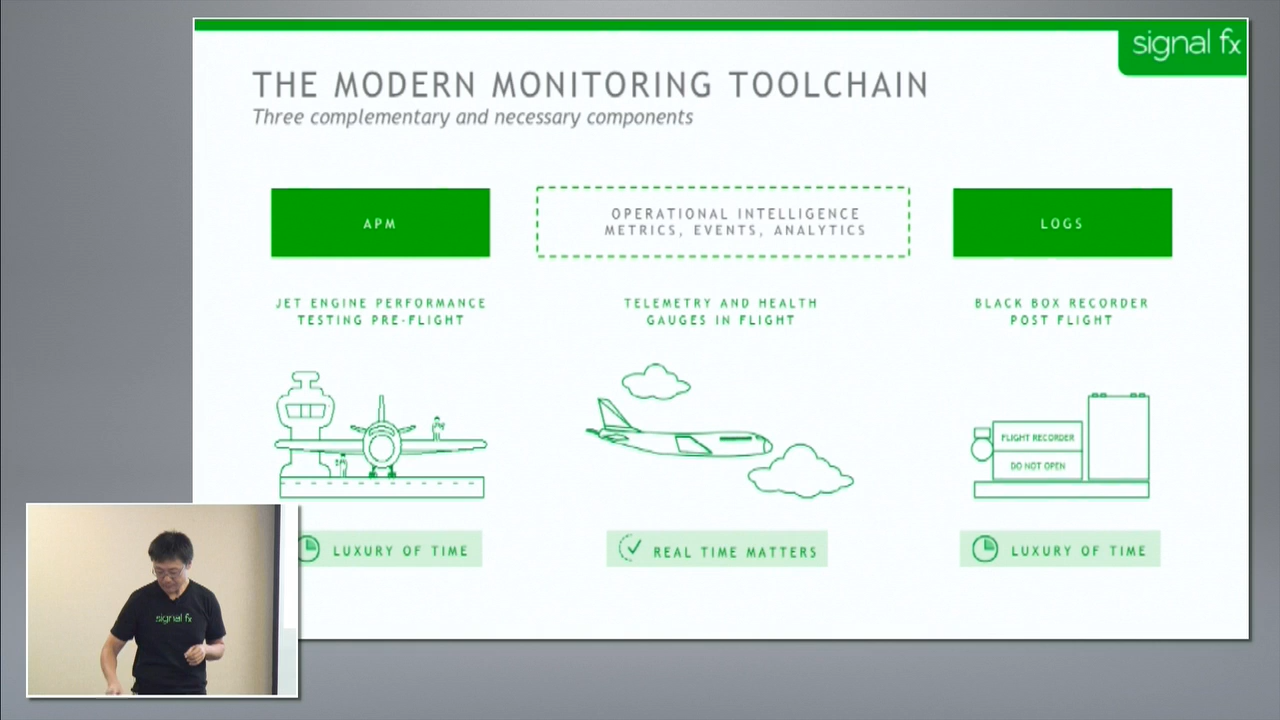 signal fx
THE MODERN MONITORING TOOLCHAIN
Three complementary and necessary components
APM
OPERATIONAL INTELLIGENCE
METRICS, EVENTS, ANALYTICS
LOGS
JET ENGINE PERFORMANCE
TESTING PRE-FLIGHT
TELEMETRY AND HEALTH
GAUGES IN FLIGHT
BLACK BOX RECORDER
POST FLIGHT
FLIGHT RECORDER
DO NOT OPEN
LUXURY OF TIME
REAL TIME MATTERS
LUXURY OF TIME
signal fx